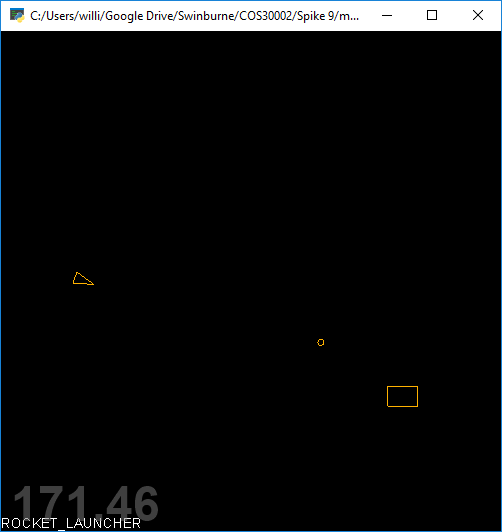 C:/Users/willi/Google Drive/Swinburne/COS30002/Spike 9/m...
171.46
ROCKET_LAUNCHER